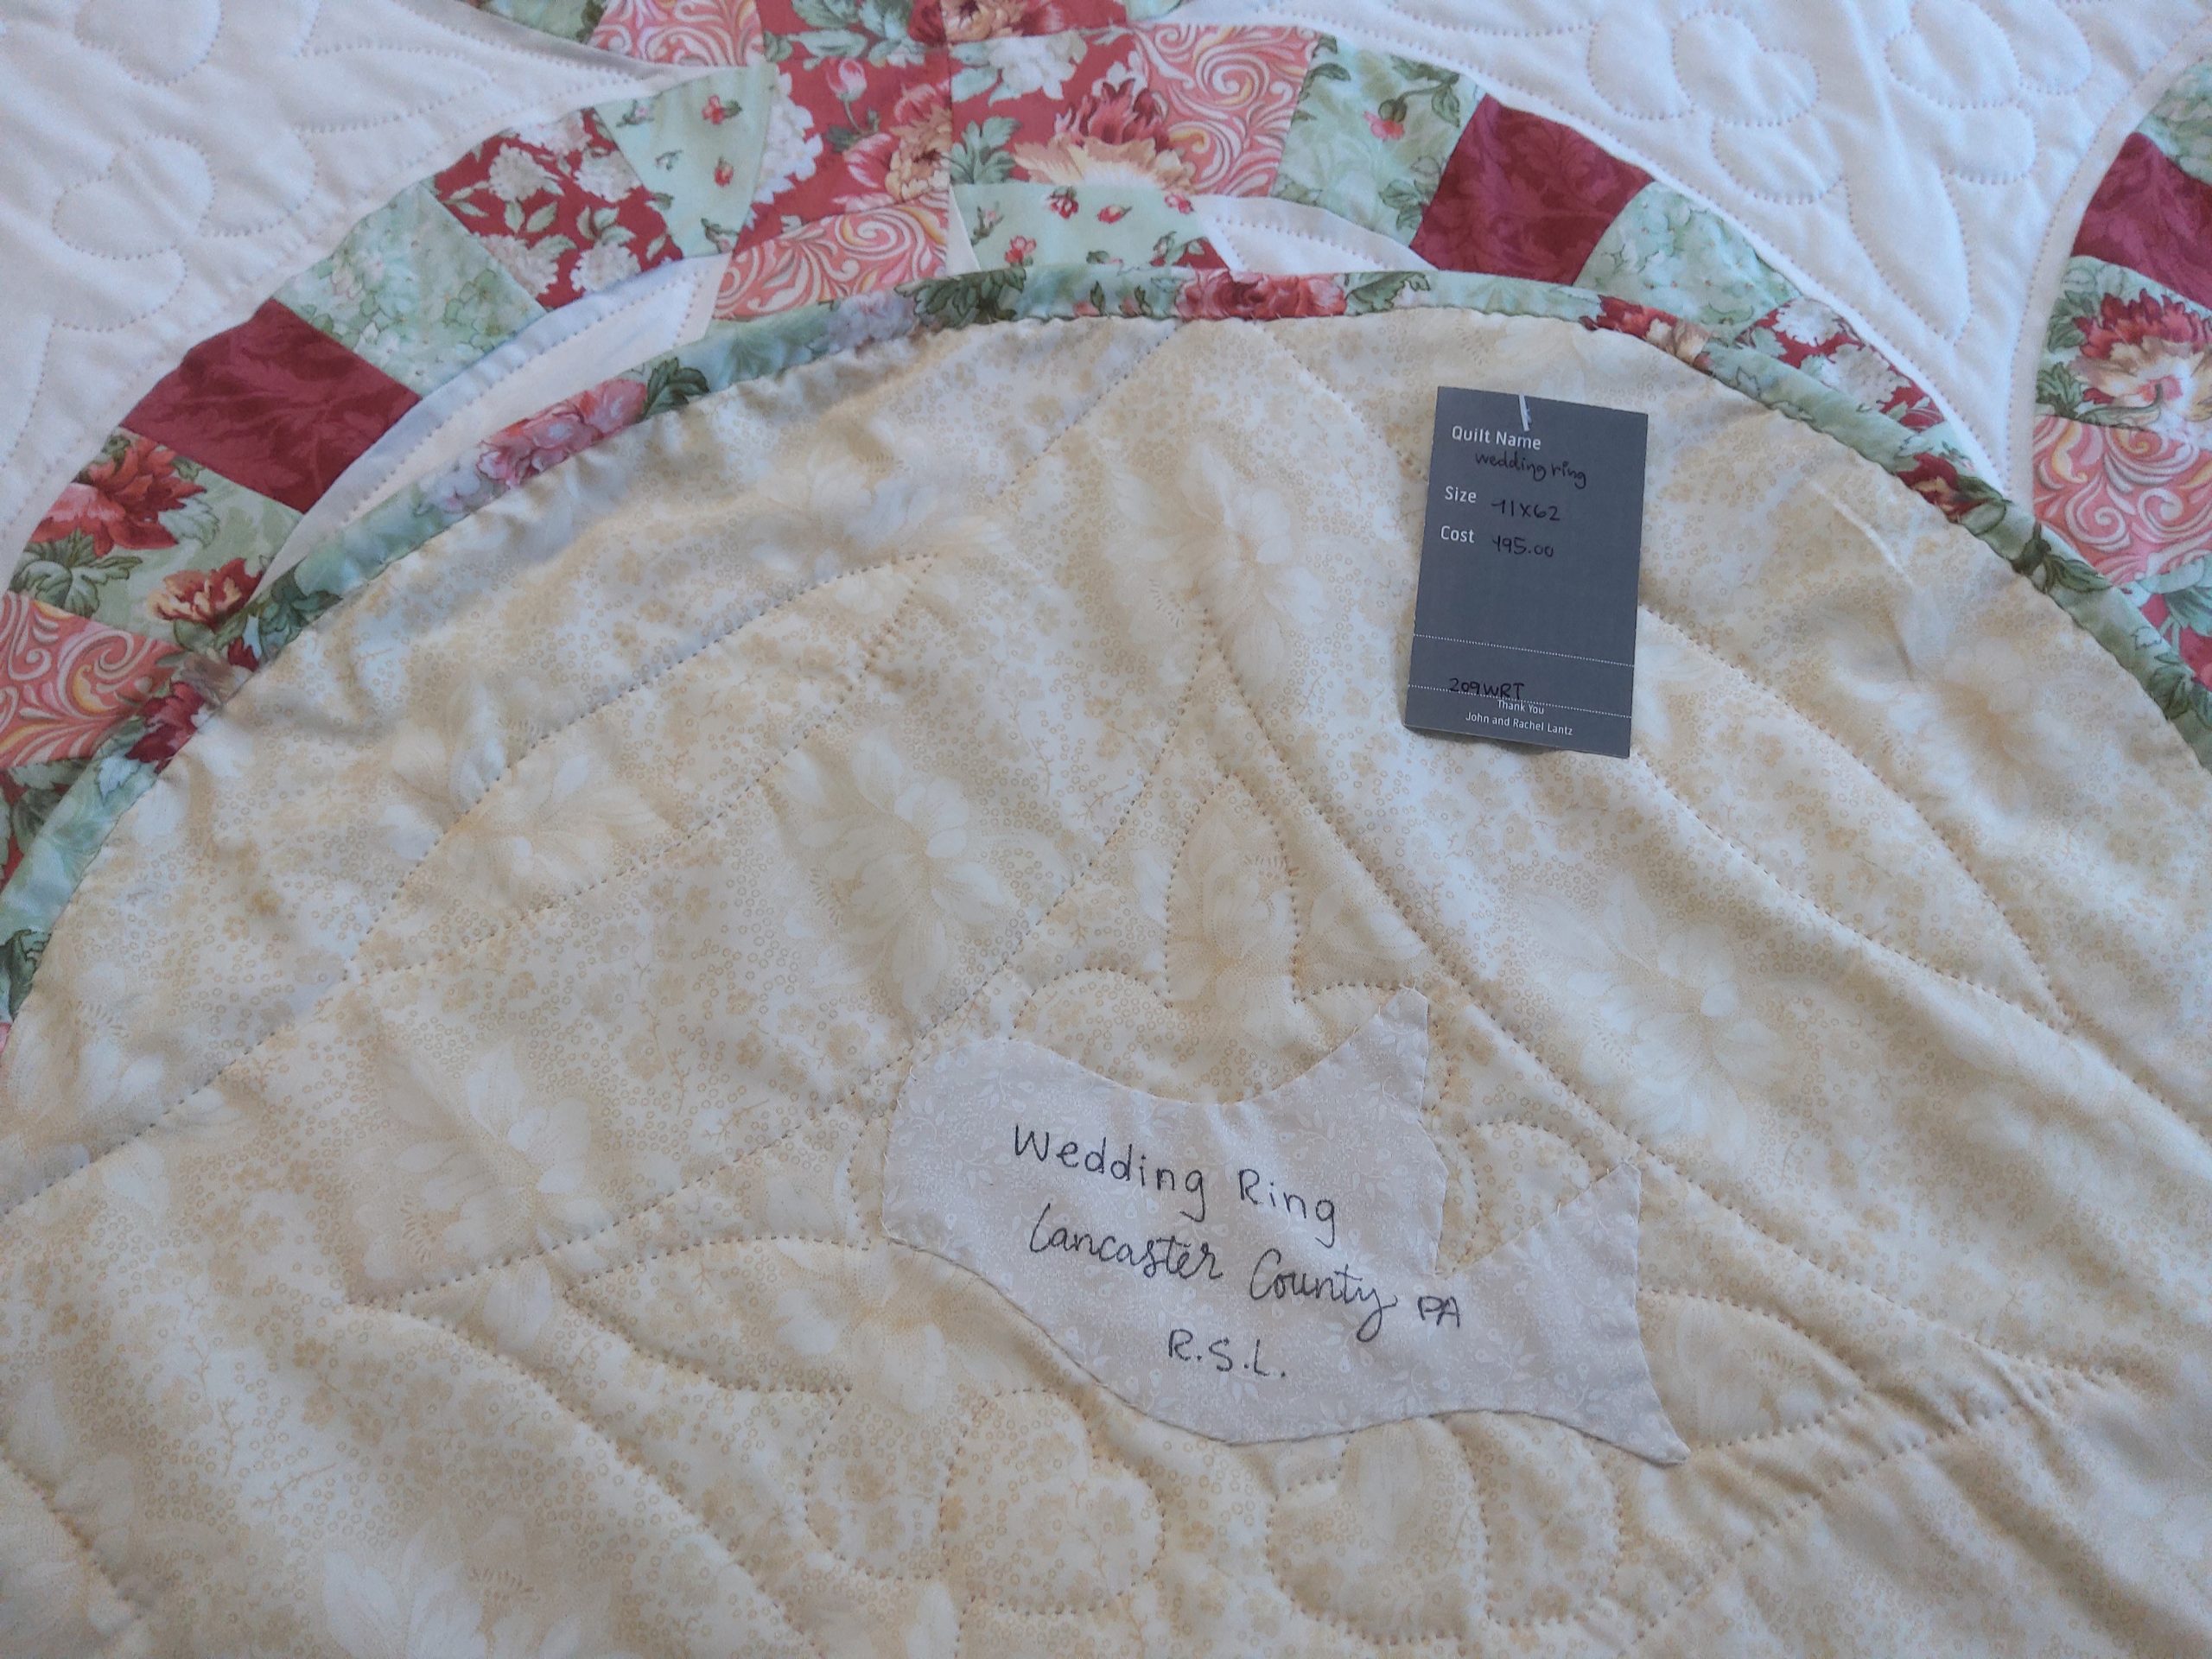 Quilt Name
wedding ring
Size 71X62
Cost 495.00
209WRT
Thank You
John and Rachel Lantz
Wedding Ring
Lancaster County PA
R.S.L.